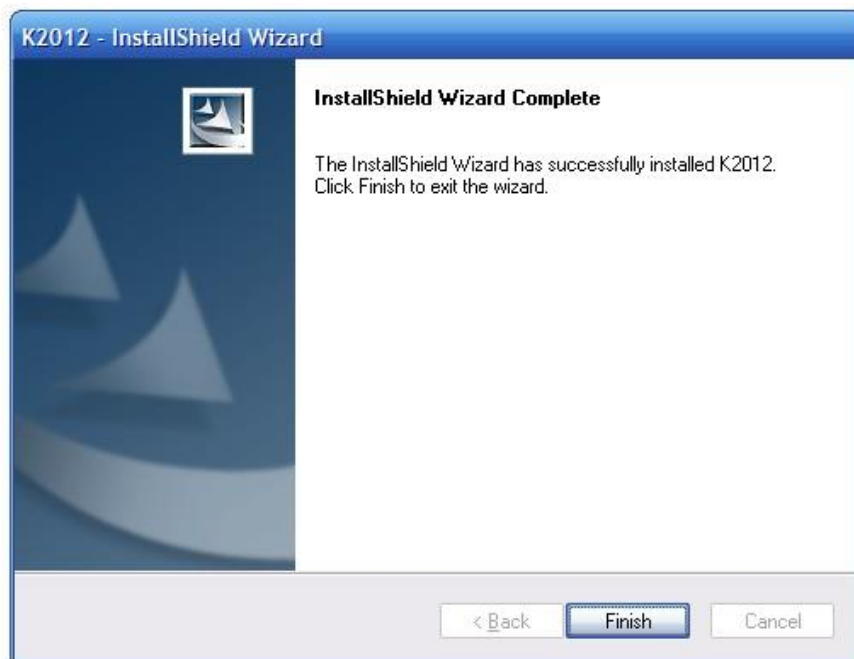 K2012 - InstallShield Wizard
InstallShield Wizard Complete
The InstallShield Wizard has successfully installed K2012.
Click Finish to exit the wizard.
< Back
Finish
Cancel